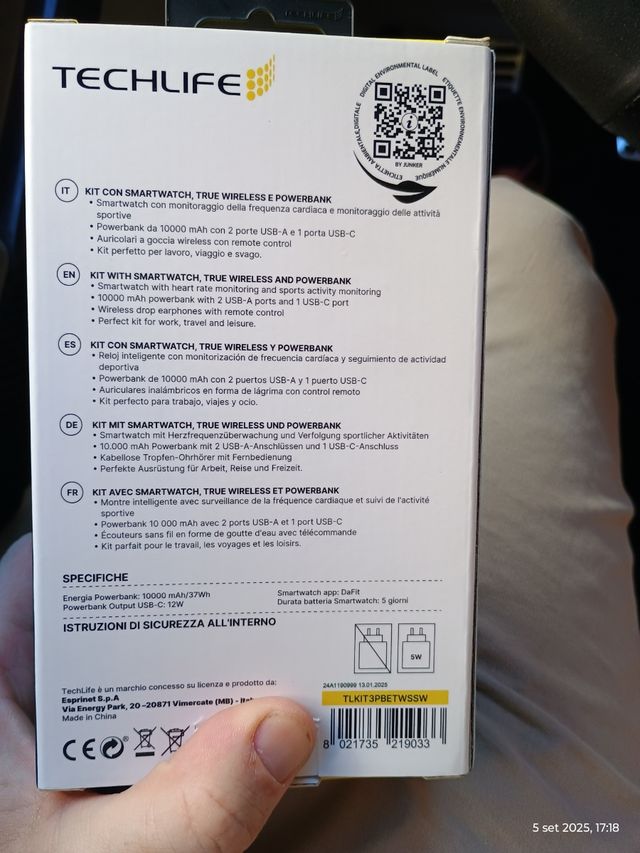 TECHLIFE
TECHLIFE
DIGITAL ENVIRONMENTAL LABEL
ETIQUETTE ENVIRONNEMENTALE NUMÉRIQUE
ETICHETTA AMBIENTALE DIGITALE
i
BY JUNKER
IT
KIT CON SMARTWATCH, TRUE WIRELESS E POWERBANK
• Smartwatch con monitoraggio della frequenza cardiaca e monitoraggio delle attività
sportive
• Powerbank da 10000 mAh con 2 porte USB-A e 1 porta USB-C
• Auricolari a goccia wireless con remote control
• Kit perfetto per lavoro, viaggio e svago.
EN
KIT WITH SMARTWATCH, TRUE WIRELESS AND POWERBANK
• Smartwatch with heart rate monitoring and sports activity monitoring
• 10000 mAh powerbank with 2 USB-A ports and 1 USB-C port
• Wireless drop earphones with remote control
• Perfect kit for work, travel and leisure.
ES
KIT CON SMARTWATCH, TRUE WIRELESS Y POWERBANK
• Reloj inteligente con monitorización de frecuencia cardíaca y seguimiento de actividad
deportiva
• Powerbank de 10000 mAh con 2 puertos USB-A y 1 puerto USB-C
• Auriculares inalámbricos en forma de lágrima con control remoto
• Kit perfecto para trabajo, viajes y ocio.
DE
KIT MIT SMARTWATCH, TRUE WIRELESS UND POWERBANK
• Smartwatch mit Herzfrequenzüberwachung und Verfolgung sportlicher Aktivitäten
• 10.000 mAh Powerbank mit 2 USB-A-Anschlüssen und 1 USB-C-Anschluss
• Kabellose Tropfen-Ohrhörer mit Fernbedienung
• Perfekte Ausrüstung für Arbeit, Reise und Freizeit.
FR
KIT AVEC SMARTWATCH, TRUE WIRELESS ET POWERBANK
• Montre intelligente avec surveillance de la fréquence cardiaque et suivi de l'activité
sportive
• Powerbank 10 000 mAh avec 2 ports USB-A et 1 port USB-C
• Écouteurs sans fil en forme de goutte d'eau avec télécommande
• Kit parfait pour le travail, les voyages et les loisirs.
SPECIFICHE
Energia Powerbank: 10000 mAh/37Wh
Powerbank Output USB-C: 12W
Smartwatch app: DaFit
Durata batteria Smartwatch: 5 giorni
ISTRUZIONI DI SICUREZZA ALL'INTERNO
5W
TechLife è un marchio concesso su licenza e prodotto da:
Esprinet S.p.A
Via Energy Park, 20 -20871 Vimercate (MB) -
Made in China
24A1190999 13.01.2025
TLKIT3PBETWSSW
8 021735 219033
CE
5 set 2025, 17:18